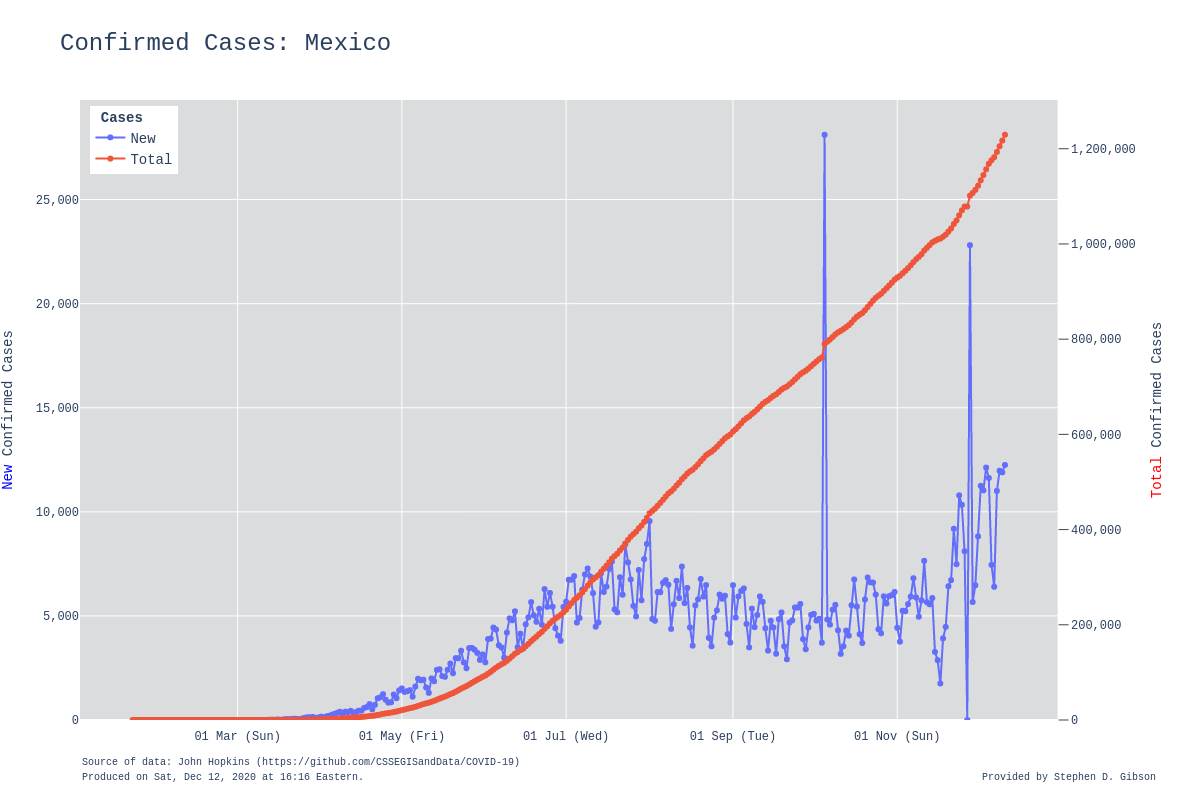 Confirmed Cases: Mexico
Cases
New
Total
25,000
20,000
15,000
10,000
5,000
0
New Confirmed Cases
1,200,000
1,000,000
800,000
600,000
400,000
200,000
0
Total Confirmed Cases
01 Mar (Sun)
01 May (Fri)
01 Jul (Wed)
01 Sep (Tue)
01 Nov (Sun)
Source of data: John Hopkins (https://github.com/CSSEGISandData/COVID-19)
Produced on Sat, Dec 12, 2020 at 16:16 Eastern.
Provided by Stephen D. Gibson